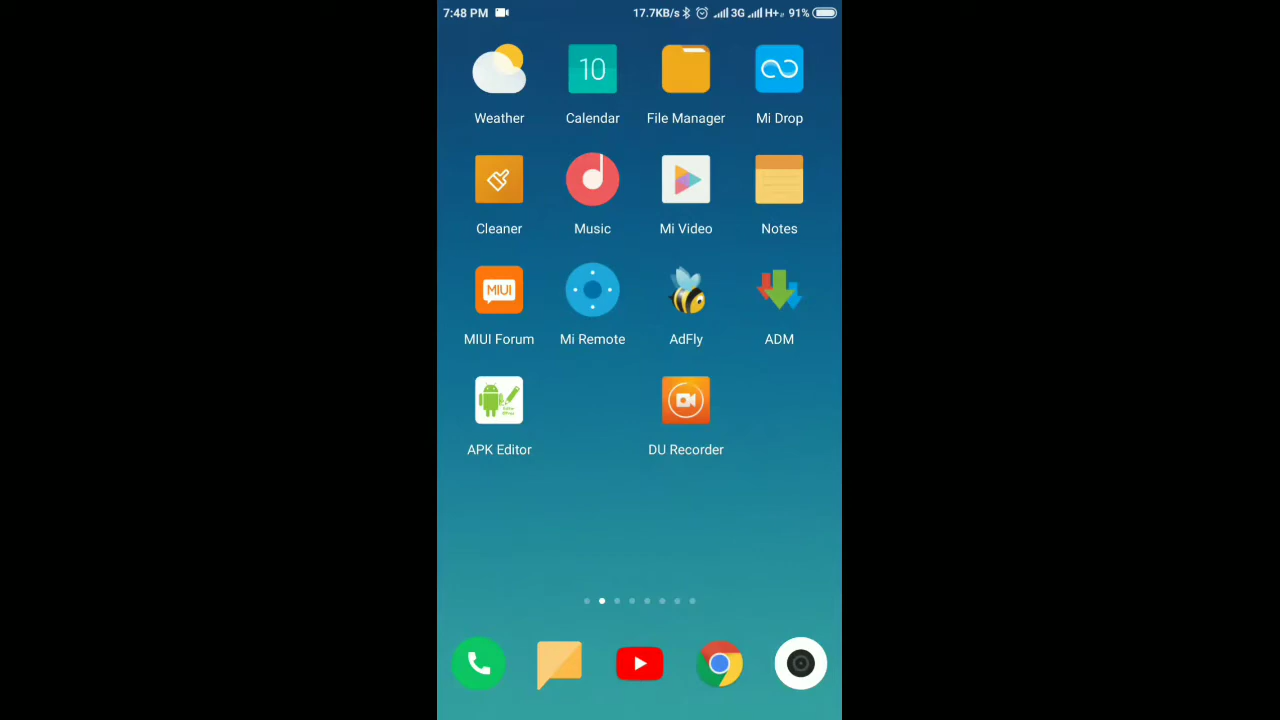 7:48 PM 17.7KB/s 3G H+ 91%
10
Weather Calendar File Manager Mi Drop
Cleaner Music Mi Video Notes
MIUI
MIUI Forum Mi Remote AdFly ADM
APK Editor DU Recorder